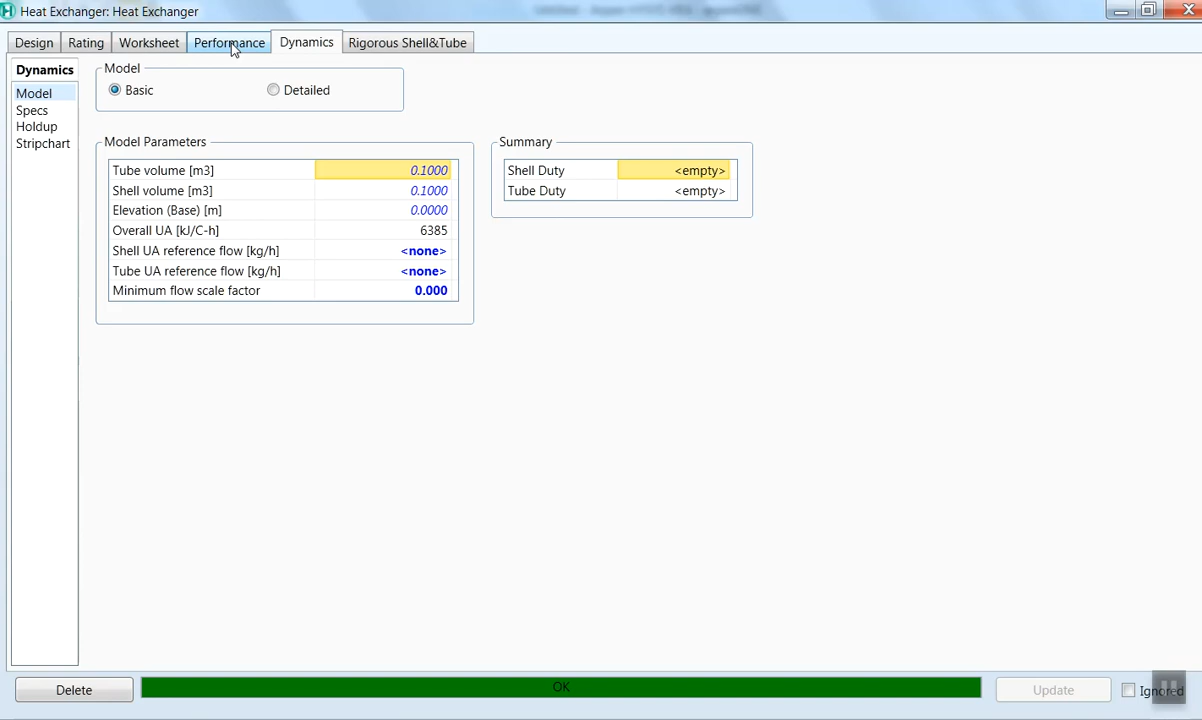 Heat Exchanger: Heat Exchanger
Design Rating Worksheet Performance Dynamics Rigorous Shell&Tube
Dynamics
Model
Specs
Holdup
Stripchart
Model
Basic Detailed
Model Parameters
Tube volume [m3] 0.1000
Shell volume [m3] 0.1000
Elevation (Base) [m] 0.0000
Overall UA [kJ/C-h] 6385
Shell UA reference flow [kg/h] <none>
Tube UA reference flow [kg/h] <none>
Minimum flow scale factor 0.000
Summary
Shell Duty <empty>
Tube Duty <empty>
Delete OK Update Ignored